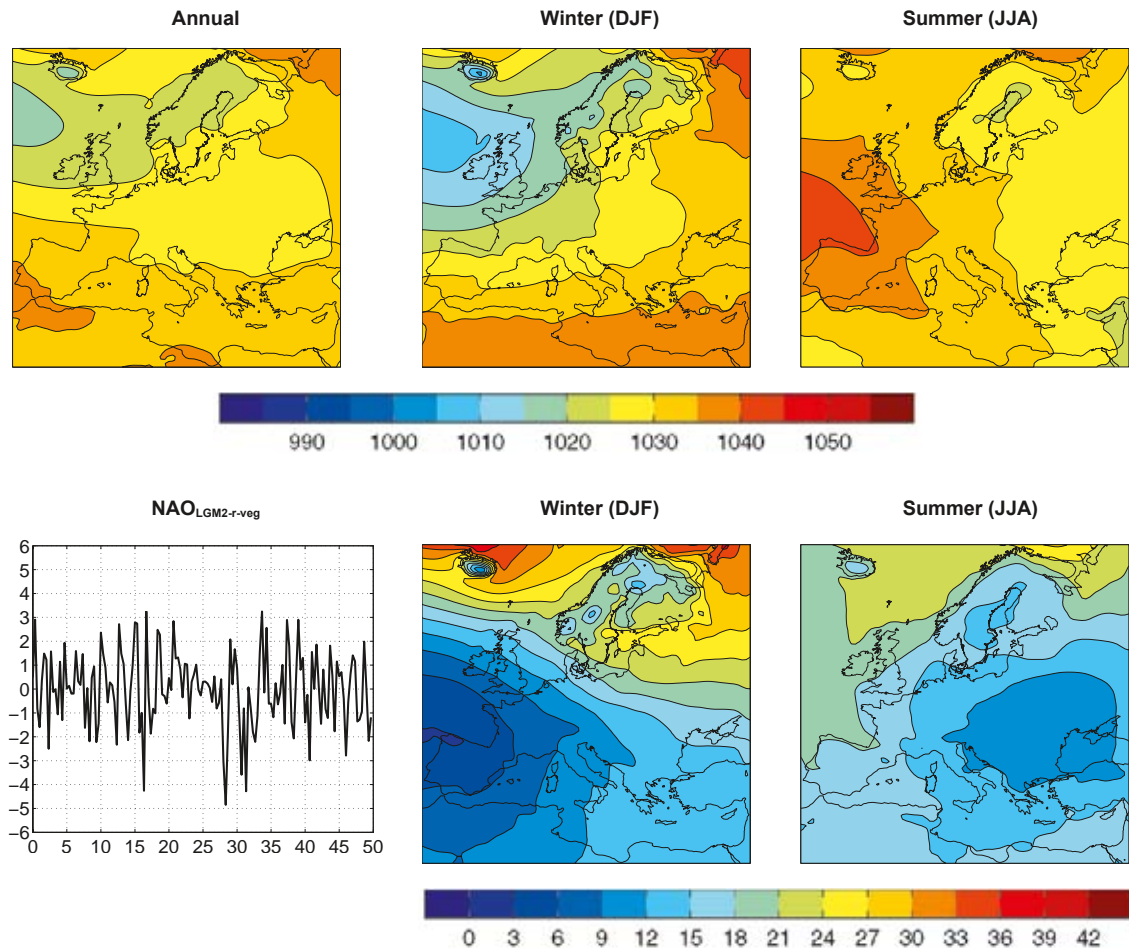 Annual Winter (DJF) Summer (JJA)
990 1000 1010 1020 1030 1040 1050
NAOLGM2-r-veg Winter (DJF) Summer (JJA)
6
5
4
3
2
1
0
−1
−2
−3
−4
−5
−6
0 5 10 15 20 25 30 35 40 45 50
0 3 6 9 12 15 18 21 24 27 30 33 36 39 42